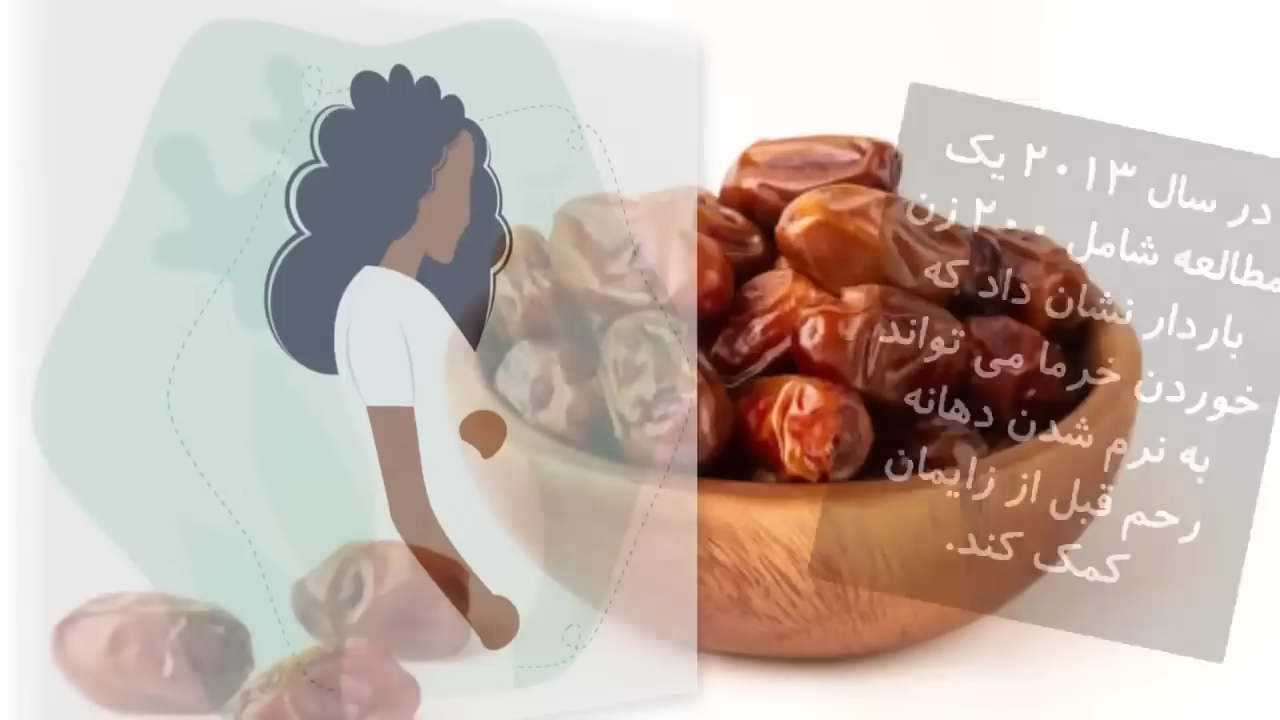 در سال ۲۰۱۳ یک
مطالعه شامل ۲۰۰ زن
باردار نشان داد که
خوردن خرما می تواند
به نرم شدن دهانه
رحم قبل از زایمان
کمک کند.